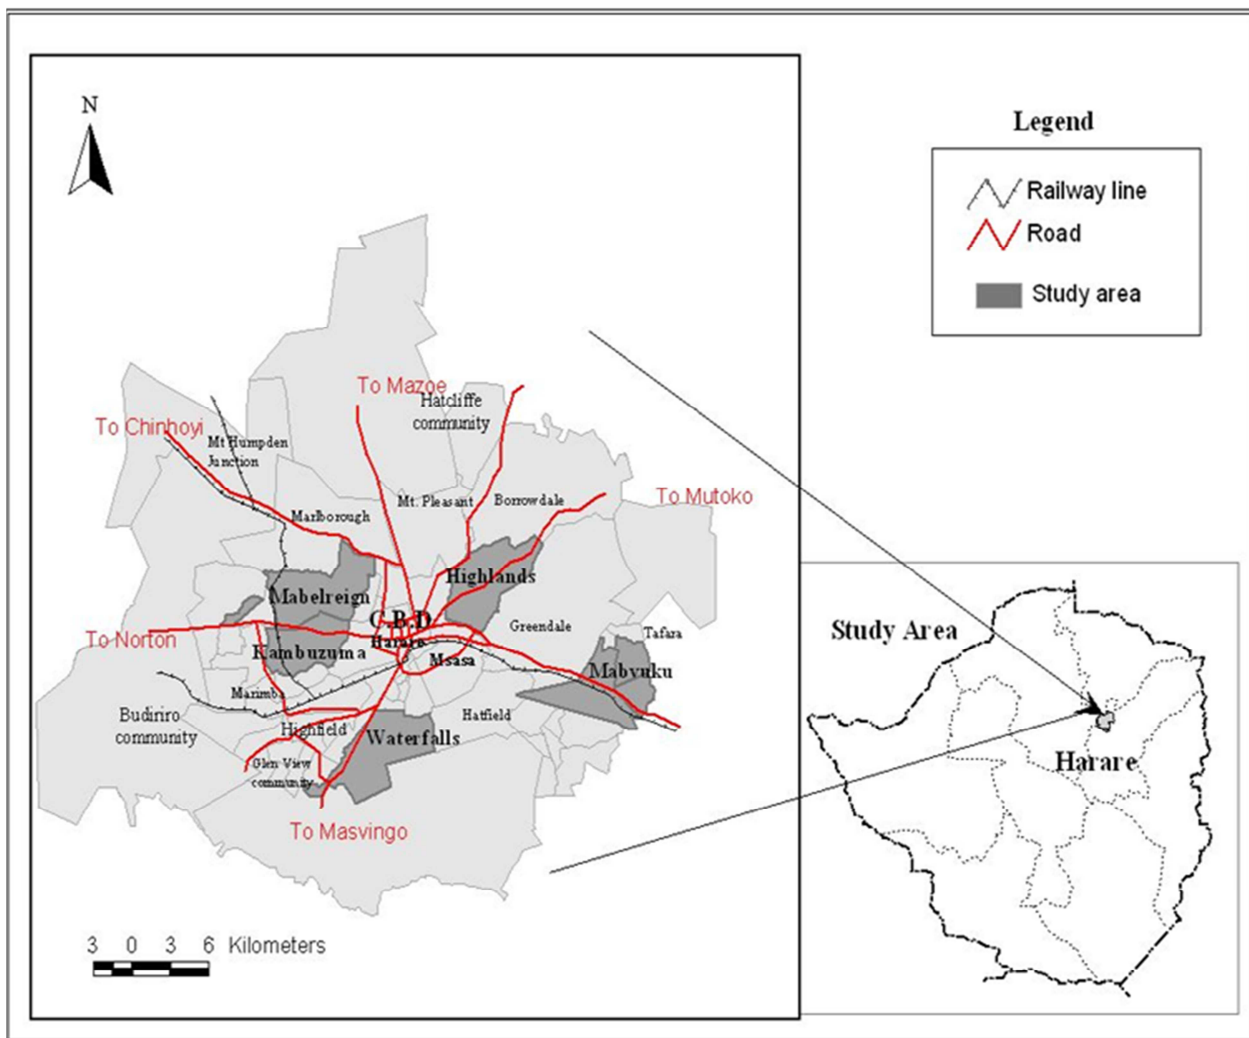 N
Legend
Railway line
Road
Study area
To Mazoe
Hatcliffe
community
To Chinhoyi
Mt Humpden
Junction
Mt. Pleasant
Borrowdale
To Mutoko
Marlborough
Highlands
Mabelreign
C.B.D
Harare
Greendale
Tafara
To Norton
Kambuzuma
Msasa
Mabvuku
Marimba
Budiriro
community
Highfield
Waterfalls
Hatfield
Glen View
community
To Masvingo
Study Area
Harare
3 0 3 6 Kilometers